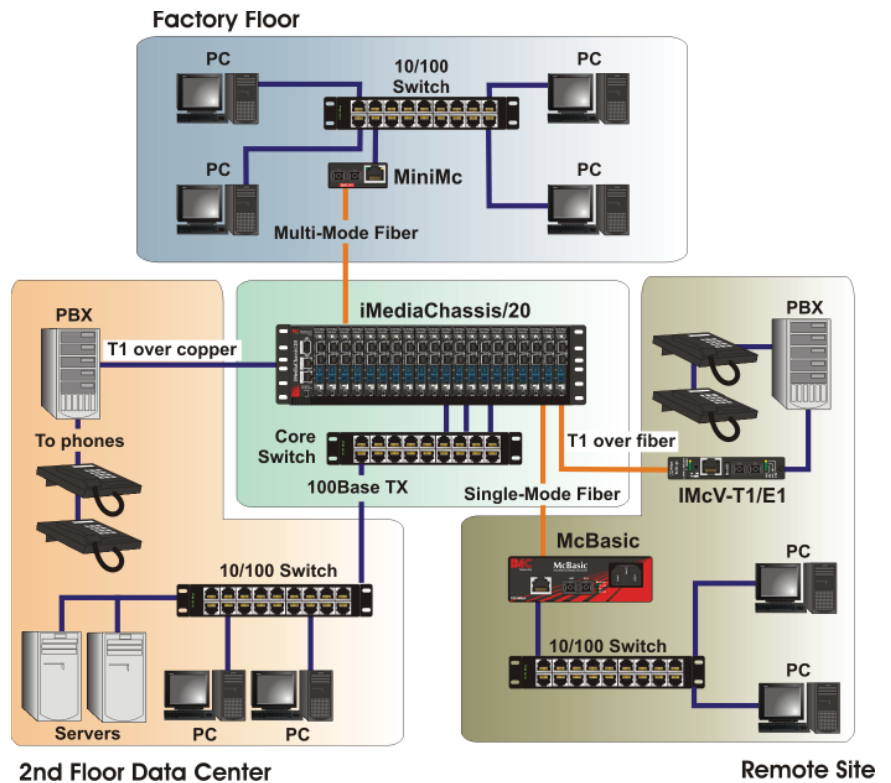 Factory Floor
PC
10/100
Switch
PC
PC
MiniMc
PC
Multi-Mode Fiber
iMediaChassis/20
PBX
T1 over copper
PBX
To phones
Core
Switch
T1 over fiber
100Base TX
Single-Mode Fiber
IMcV-T1/E1
McBasic
IMC
McBasic
PC
10/100 Switch
10/100 Switch
PC
Servers
PC
PC
2nd Floor Data Center
Remote Site